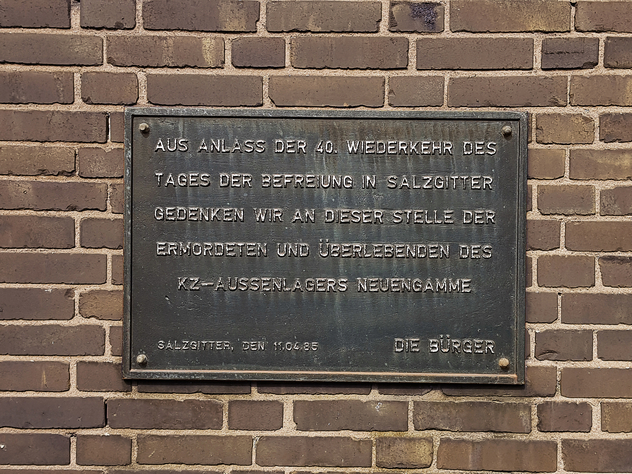 AUS ANLASS DER 40. WIEDERKEHR DES
TAGES DER BEFREIUNG IN SALZGITTER
GEDENKEN WIR AN DIESER STELLE DER
ERMORDETEN UND ÜBERLEBENDEN DES
KZ-AUSSENLAGERS NEUENGAMME
SALZGITTER, DEN 11.04.85 DIE BÜRGER